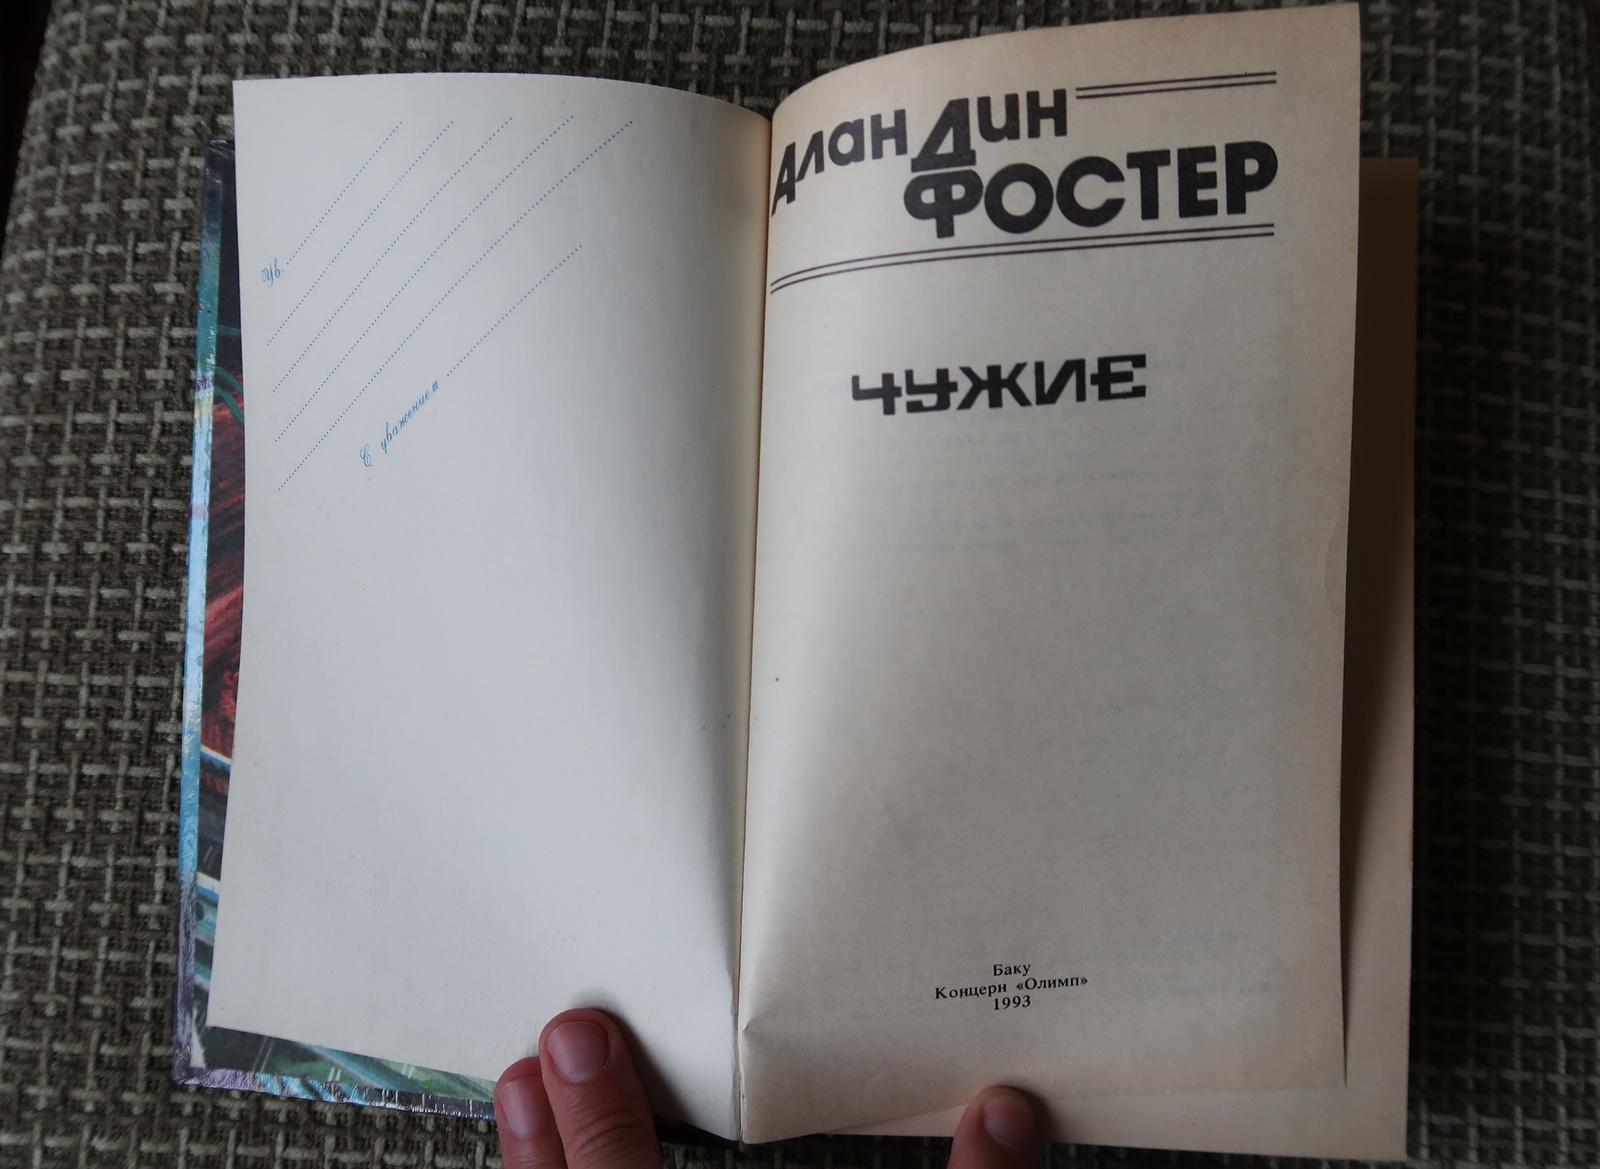 Ув
С уважением
Алан Дин
ФОСТЕР
ЧУЖИЕ
Баку
Концерн «Олимп»
1993